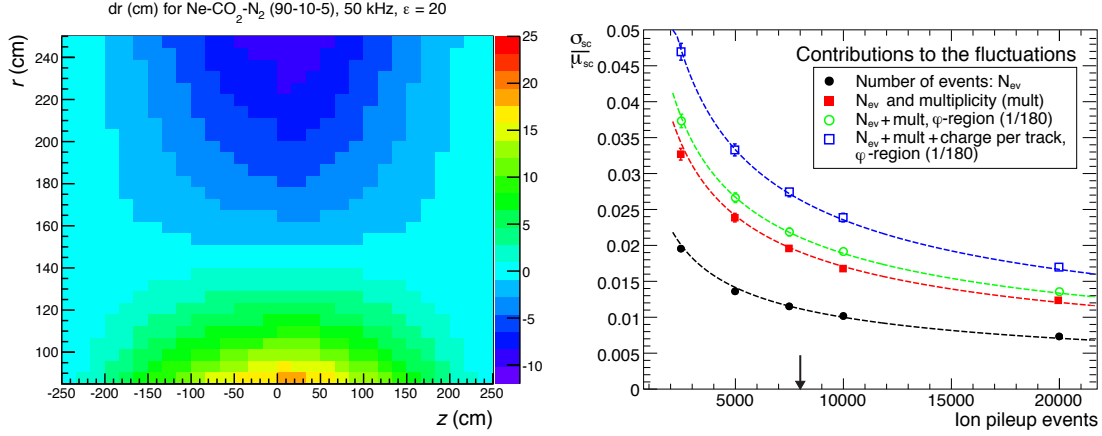 dr (cm) for Ne-CO₂-N₂ (90-10-5), 50 kHz, ε = 20
r (cm)
240
220
200
180
160
140
120
100
-250 -200 -150 -100 -50 0 50 100 150 200 250
z (cm)
25
20
15
10
5
0
-5
-10
σsc
μsc
0.05
0.045
0.04
0.035
0.03
0.025
0.02
0.015
0.01
0.005
0
Contributions to the fluctuations
Number of events: Nev
Nev and multiplicity (mult)
Nev + mult, φ-region (1/180)
Nev + mult + charge per track,
φ-region (1/180)
5000 10000 15000 20000
Ion pileup events